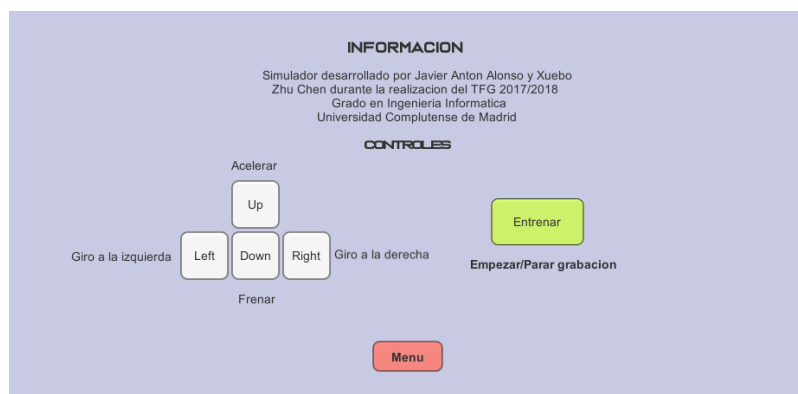 INFORMACION
Simulador desarrollado por Javier Anton Alonso y Xuebo
Zhu Chen durante la realizacion del TFG 2017/2018
Grado en Ingenieria Informatica
Universidad Complutense de Madrid
CONTROLES
Acelerar
Up
Entrenar
Giro a la izquierda
Left
Down
Right
Giro a la derecha
Empezar/Parar grabacion
Frenar
Menu